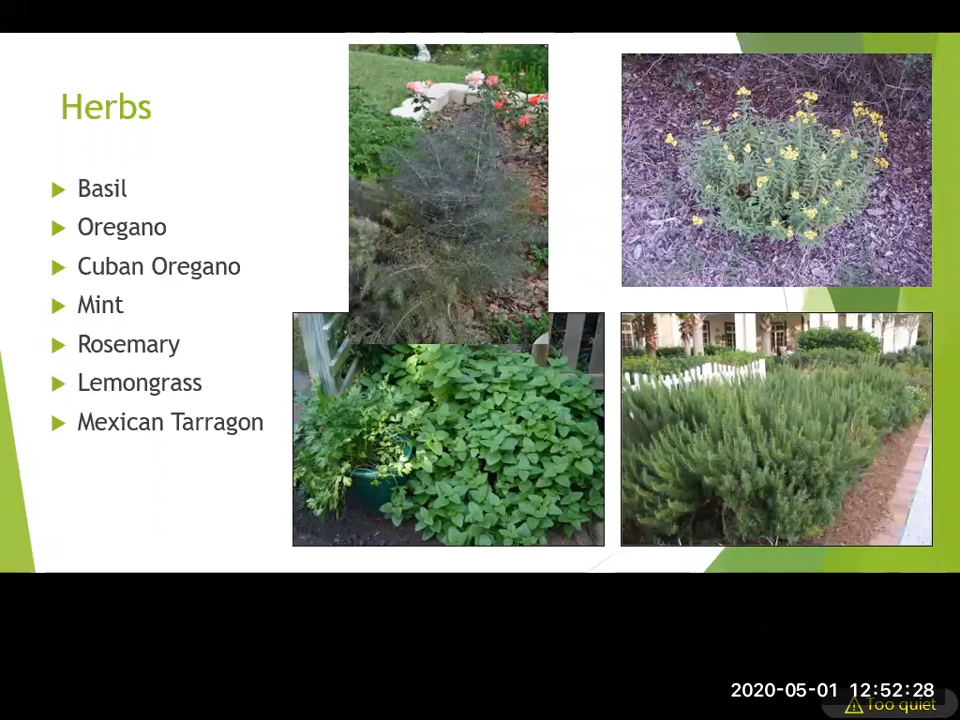 Herbs
Basil
Oregano
Cuban Oregano
Mint
Rosemary
Lemongrass
Mexican Tarragon
2020-05-01 12:52:28
Too quiet